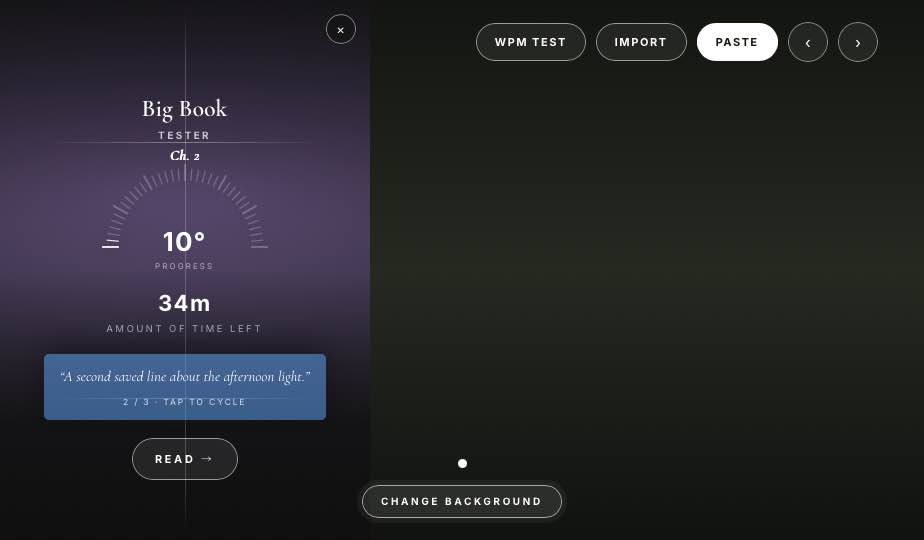 ×
WPM TEST
IMPORT
PASTE
‹
›
Big Book
TESTER
Ch. 2
10°
PROGRESS
34m
AMOUNT OF TIME LEFT
“A second saved line about the afternoon light.”
2 / 3 · TAP TO CYCLE
READ →
CHANGE BACKGROUND